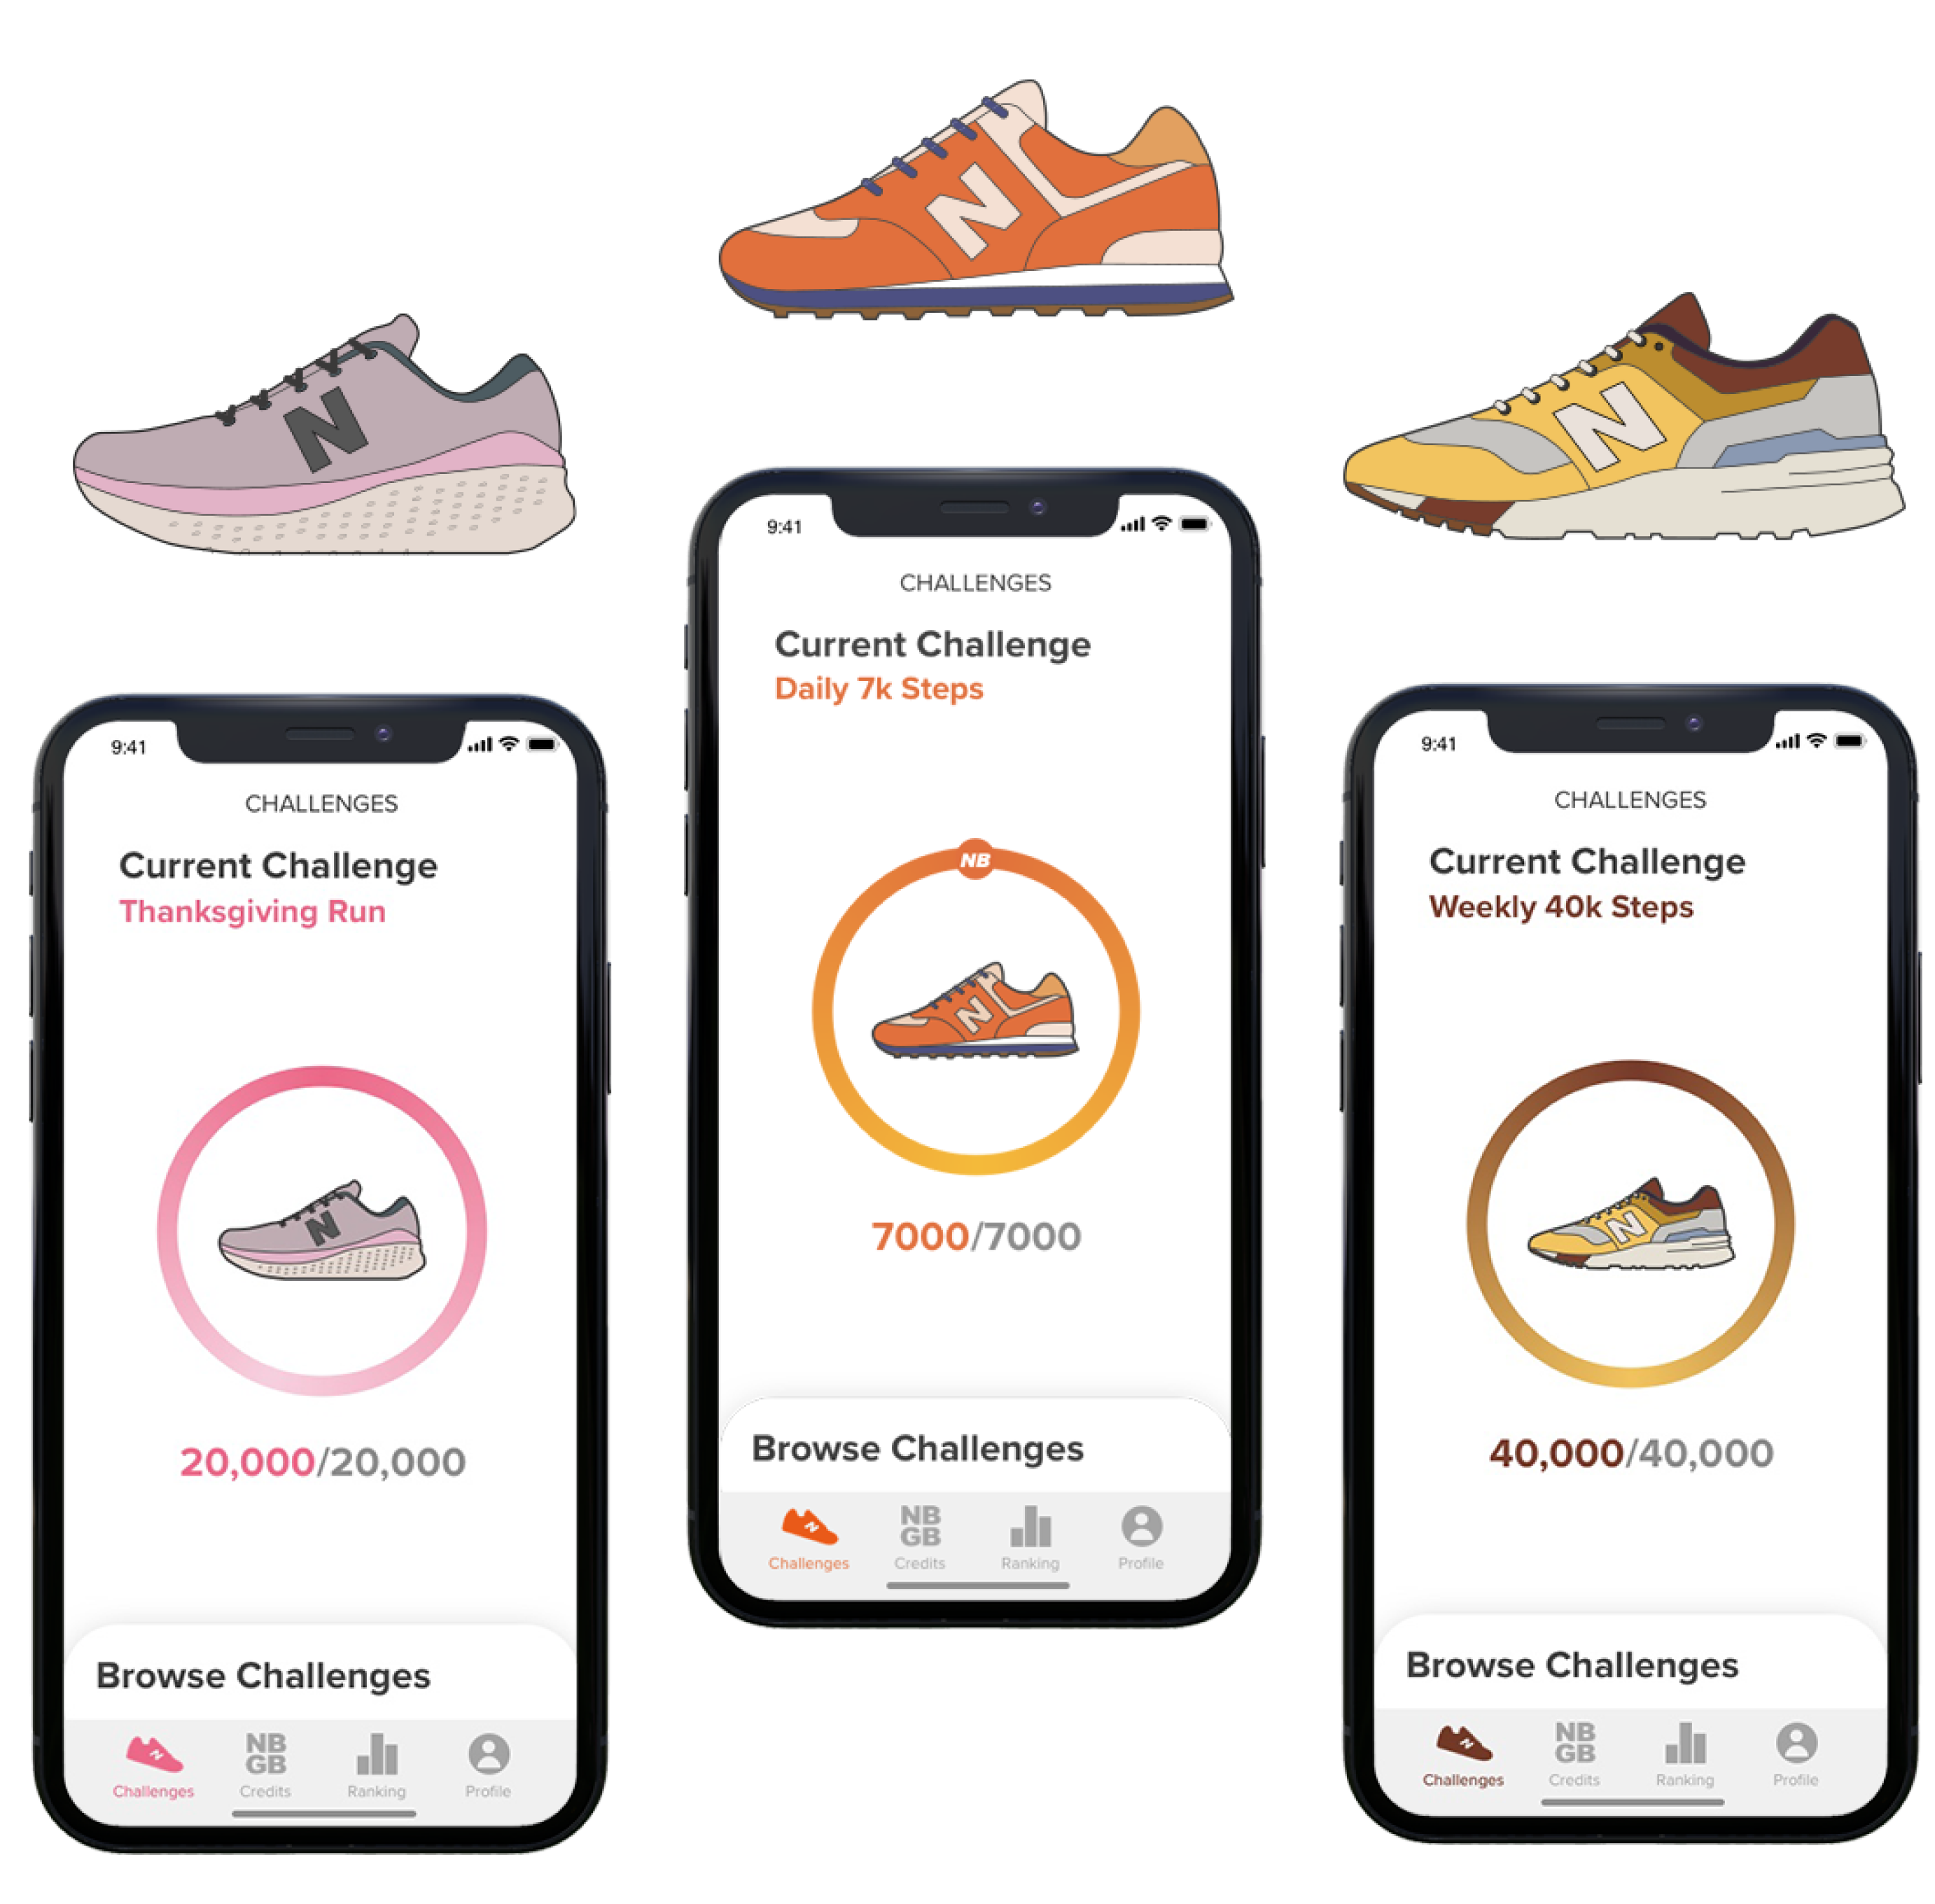 N
N
N
9:41
CHALLENGES
Current Challenge
Thanksgiving Run
N
20,000/20,000
Browse Challenges
N
NB
GB
Challenges
Credits
Ranking
Profile
9:41
CHALLENGES
Current Challenge
Daily 7k Steps
NB
N
7000/7000
Browse Challenges
N
NB
GB
Challenges
Credits
Ranking
Profile
9:41
CHALLENGES
Current Challenge
Weekly 40k Steps
N
40,000/40,000
Browse Challenges
N
NB
GB
Challenges
Credits
Ranking
Profile